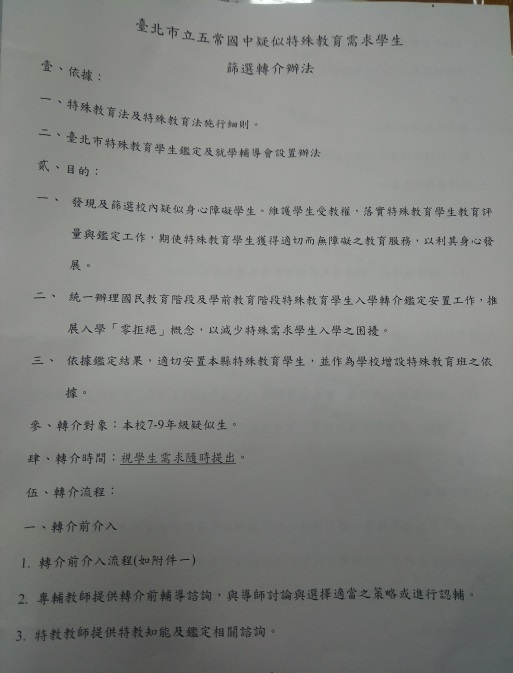 臺北市立五常國中疑似特殊教育需求學生
篩選轉介辦法
壹、依據：
一、特殊教育法及特殊教育法施行細則。
二、臺北市特殊教育學生鑑定及就學輔導會設置辦法
貳、目的：
一、 發現及篩選校內疑似身心障礙學生。維護學生受教權，落實特殊教育學生教育評
量與鑑定工作，期使特殊教育學生獲得適切而無障礙之教育服務，以利其身心發
展。
二、 統一辦理國民教育階段及學前教育階段特殊教育學生入學轉介鑑定安置工作，推
展入學「零拒絕」概念，以減少特殊需求學生入學之困擾。
三、 依據鑑定結果，適切安置本縣特殊教育學生，並作為學校增設特殊教育班之依
據。
參、轉介對象：本校7-9年級疑似生。
肆、轉介時間：視學生需求隨時提出。
伍、轉介流程：
一、轉介前介入
1. 轉介前介入流程(如附件一)
2. 專輔教師提供轉介前輔導諮詢，與導師討論與選擇適當之策略或進行認輔。
3. 特教教師提供特教知能及鑑定相關諮詢。